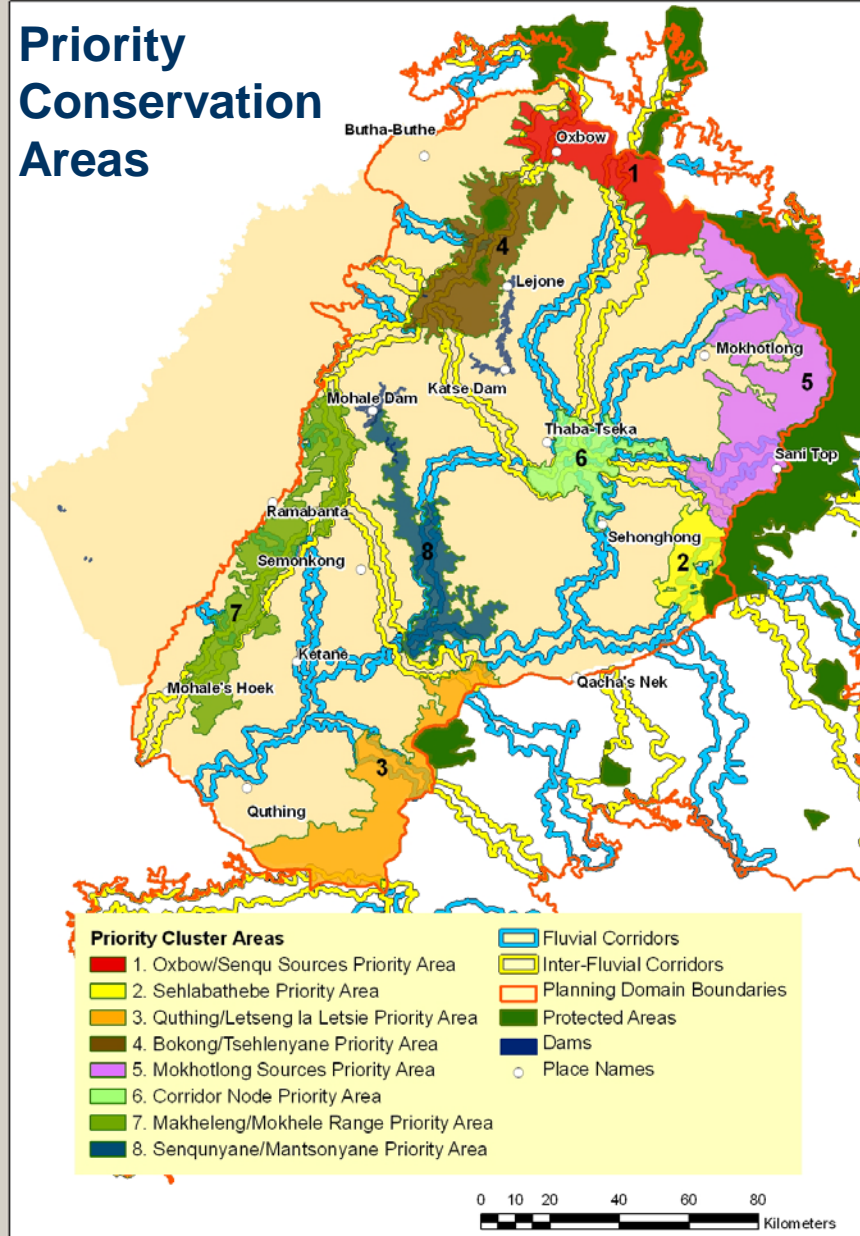 Priority
Conservation
Areas
Butha-Buthe
Oxbow
1
4
Lejone
Mokhotlong
5
Katse Dam
Mohale Dam
Thaba-Tseka
6
Sani Top
Ramabanta
Sehonghong
8
2
Semonkong
7
Ketane
Mohale's Hoek
Qacha's Nek
3
Quthing
Priority Cluster Areas
1. Oxbow/Senqu Sources Priority Area
2. Sehlabathebe Priority Area
3. Quthing/Letseng la Letsie Priority Area
4. Bokong/Tsehlenyane Priority Area
5. Mokhotlong Sources Priority Area
6. Corridor Node Priority Area
7. Makheleng/Mokhele Range Priority Area
8. Senqunyane/Mantsonyane Priority Area
Fluvial Corridors
Inter-Fluvial Corridors
Planning Domain Boundaries
Protected Areas
Dams
Place Names
0 10 20 40 60 80
Kilometers